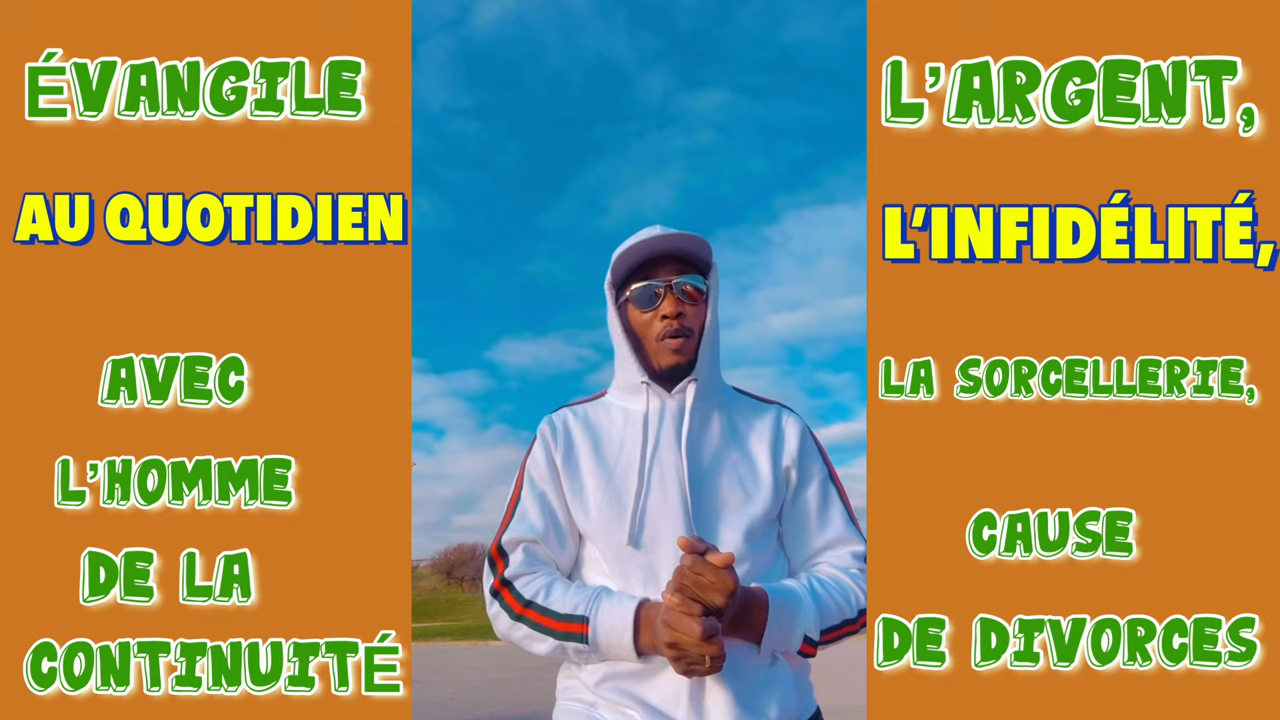 ÉVANGILE
AU QUOTIDIEN
AVEC
L'HOMME
DE LA
CONTINUITÉ
L'ARGENT,
L'INFIDÉLITÉ,
LA SORCELLERIE,
CAUSE
DE DIVORCES